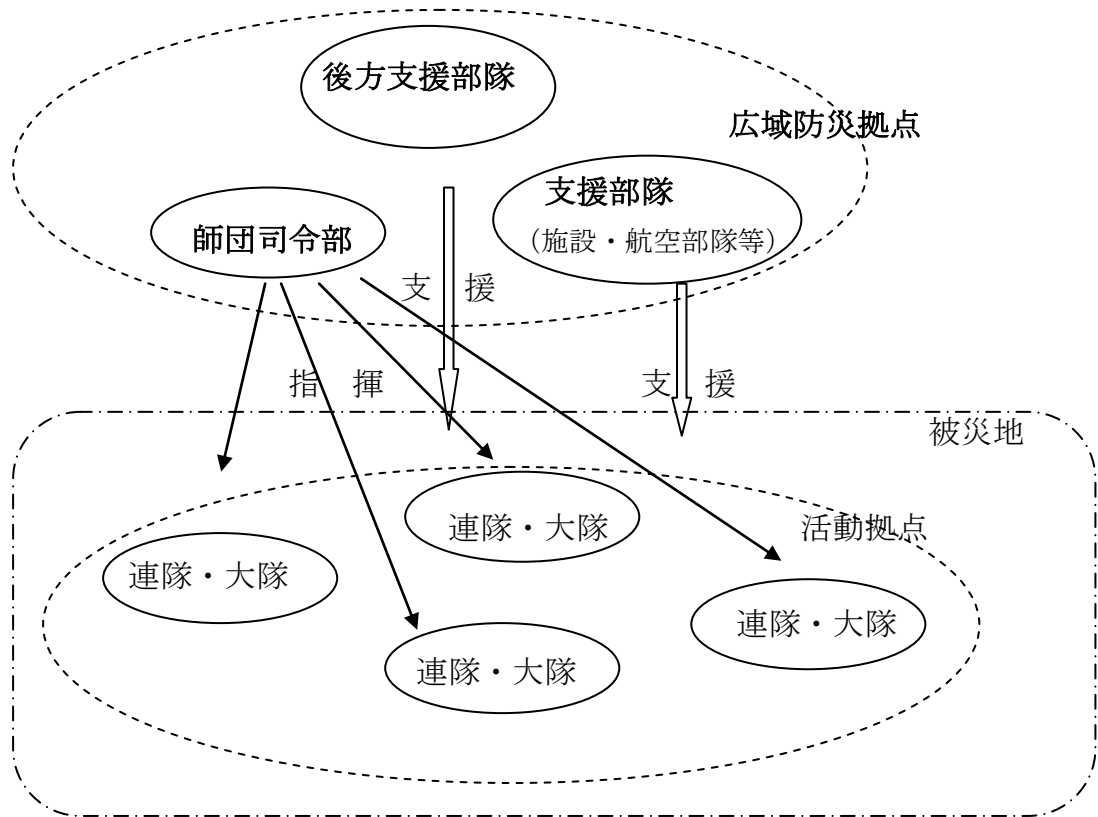 後方支援部隊
広域防災拠点
支援部隊
（施設・航空部隊等）
師団司令部
支　援
指　揮
支　援
被災地
連隊・大隊
活動拠点
連隊・大隊
連隊・大隊
連隊・大隊